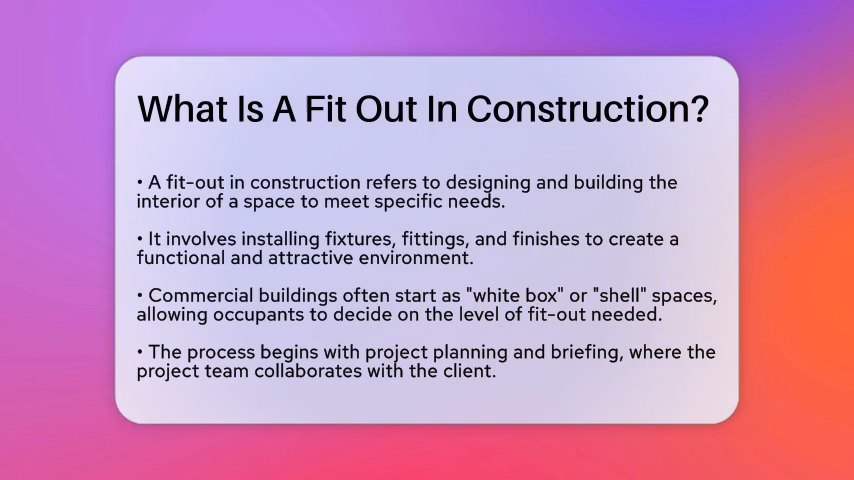 What Is A Fit Out In Construction?
• A fit-out in construction refers to designing and building the
interior of a space to meet specific needs.
• It involves installing fixtures, fittings, and finishes to create a
functional and attractive environment.
• Commercial buildings often start as "white box" or "shell" spaces,
allowing occupants to decide on the level of fit-out needed.
• The process begins with project planning and briefing, where the
project team collaborates with the client.